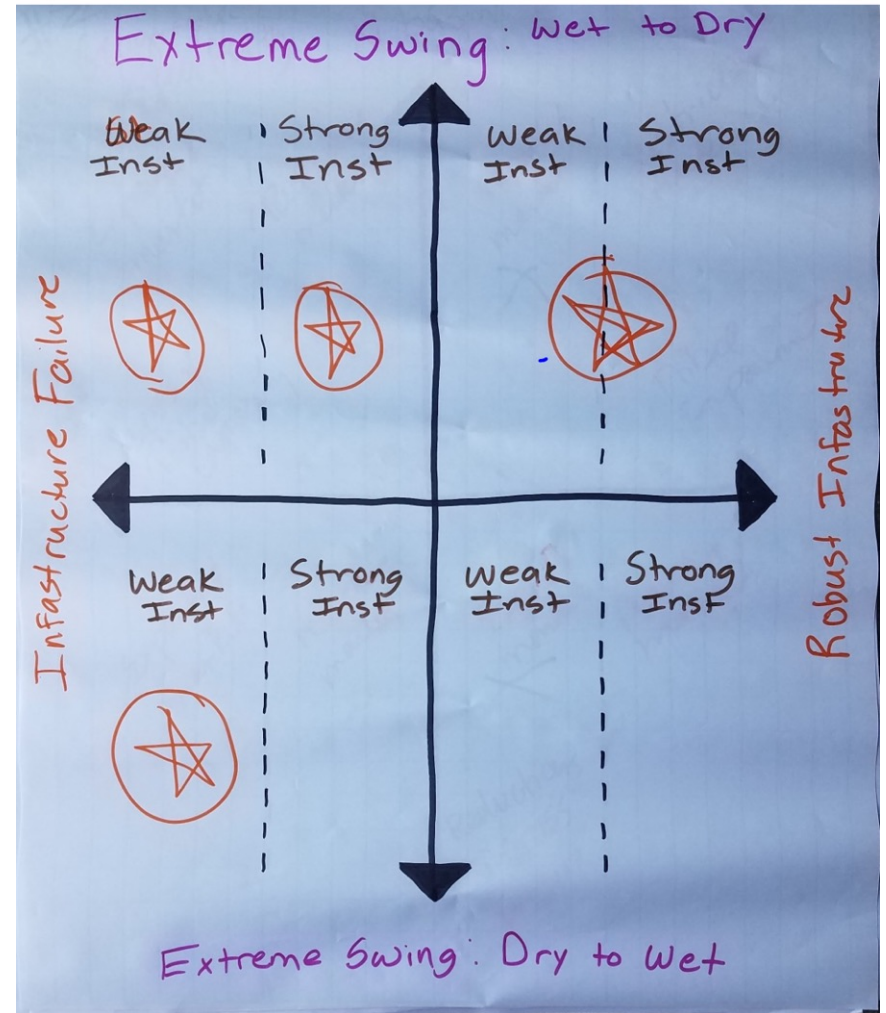 Extreme Swing: Wet to Dry
Weak Strong Weak Strong
Inst Inst Inst Inst
Infastructure Failure
Robust Infastruture
Weak Strong Weak Strong
Inst Inst Inst Inst
Extreme Swing: Dry to Wet